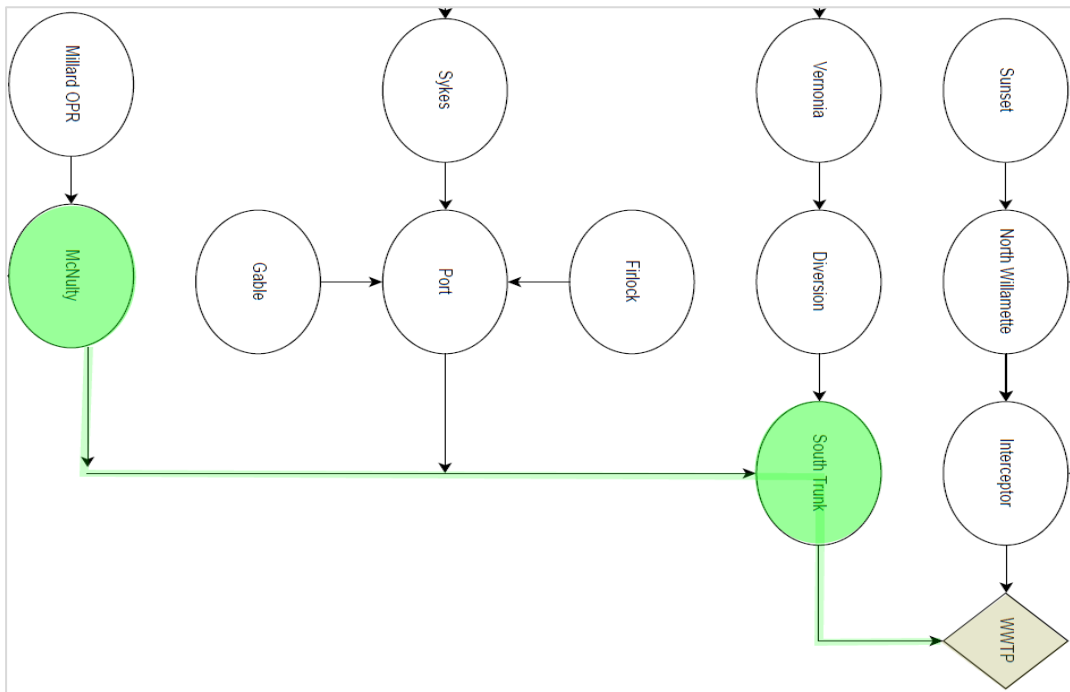 Millard OPR
Sykes
Vernonia
Sunset
McNulty
Gable
Port
Firlock
Diversion
North Willamette
South Trunk
Interceptor
WWTP